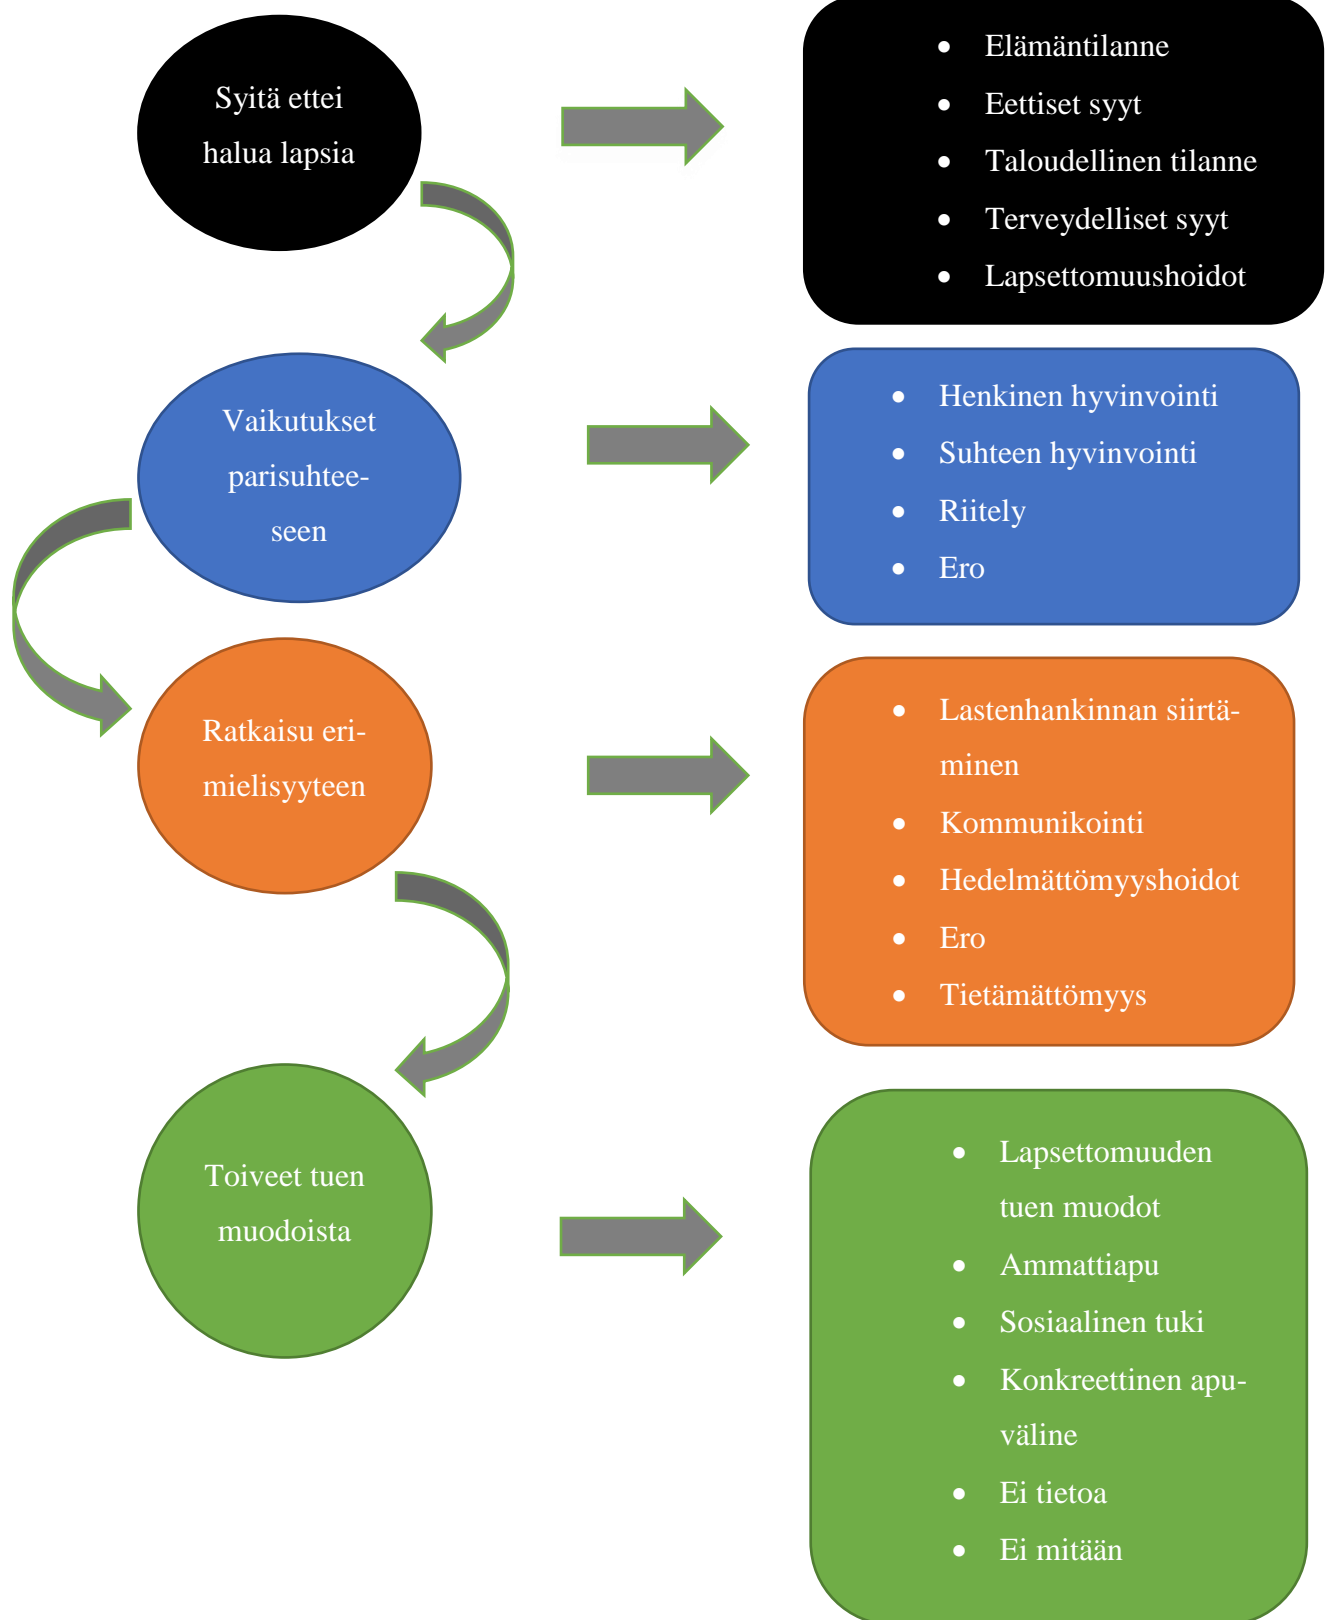 Syitä ettei
halua lapsia
• Elämäntilanne
• Eettiset syyt
• Taloudellinen tilanne
• Terveydelliset syyt
• Lapsettomuushoidot
Vaikutukset
parisuhtee-
seen
• Henkinen hyvinvointi
• Suhteen hyvinvointi
• Riitely
• Ero
Ratkaisu eri-
mielisyyteen
• Lastenhankinnan siirtä-
minen
• Kommunikointi
• Hedelmättömyyshoidot
• Ero
• Tietämättömyys
Toiveet tuen
muodoista
• Lapsettomuuden
tuen muodot
• Ammattiapu
• Sosiaalinen tuki
• Konkreettinen apu-
väline
• Ei tietoa
• Ei mitään